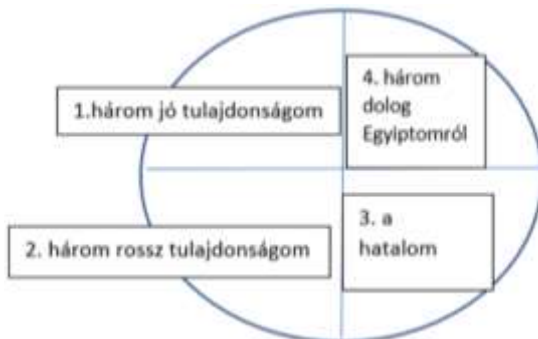 1.három jó tulajdonságom
4. három
dolog
Egyiptomról
2. három rossz tulajdonságom
3. a
hatalom